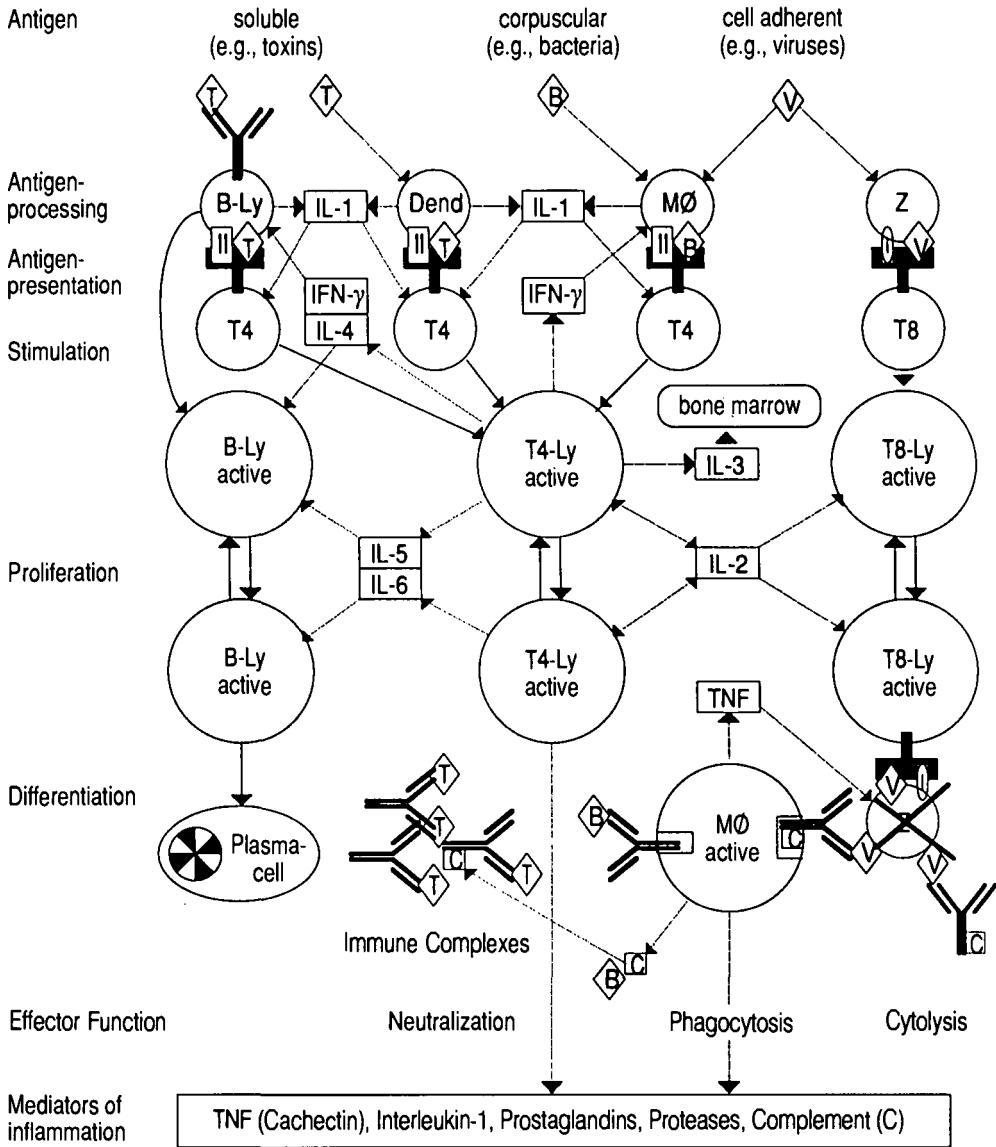 Antigen
soluble
(e.g., toxins)
corpuscular
(e.g., bacteria)
cell adherent
(e.g., viruses)
T
T
B
V
Antigen-
processing
B-Ly
IL-1
Dend
IL-1
MØ
Z
II
T
II
T
II
B
I
V
Antigen-
presentation
IFN-γ
IL-4
IFN-γ
T4
T4
T4
T8
Stimulation
bone marrow
B-Ly
active
T4-Ly
active
IL-3
T8-Ly
active
Proliferation
IL-5
IL-6
IL-2
B-Ly
active
T4-Ly
active
T8-Ly
active
TNF
Differentiation
Plasma-
cell
T
T
C
T
T
B
MØ
active
C
V
V
I
Z
V
C
Immune Complexes
B
C
Effector Function
Neutralization
Phagocytosis
Cytolysis
Mediators of
inflammation
TNF (Cachectin), Interleukin-1, Prostaglandins, Proteases, Complement (C)